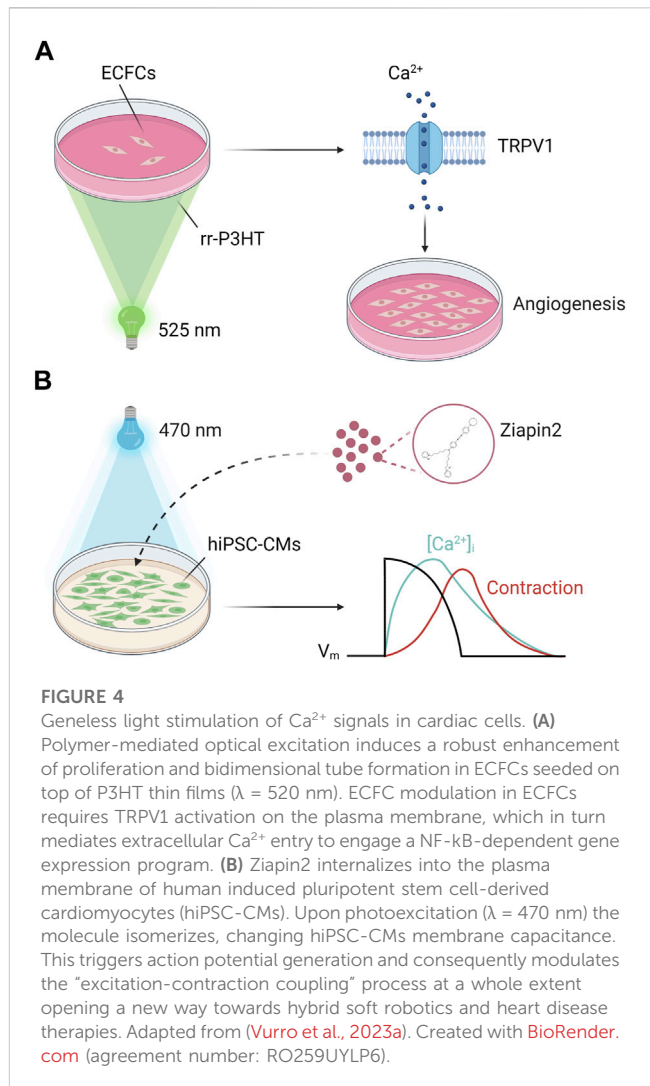 A
ECFCs
Ca²⁺
TRPV1
rr-P3HT
525 nm
Angiogenesis
B
470 nm
Ziapin2
hiPSC-CMs
[Ca²⁺]i
Contraction
Vm
FIGURE 4
Geneless light stimulation of Ca²⁺ signals in cardiac cells. (A)
Polymer-mediated optical excitation induces a robust enhancement
of proliferation and bidimensional tube formation in ECFCs seeded on
top of P3HT thin films (λ = 520 nm). ECFC modulation in ECFCs
requires TRPV1 activation on the plasma membrane, which in turn
mediates extracellular Ca²⁺ entry to engage a NF-kB-dependent gene
expression program. (B) Ziapin2 internalizes into the plasma
membrane of human induced pluripotent stem cell-derived
cardiomyocytes (hiPSC-CMs). Upon photoexcitation (λ = 470 nm) the
molecule isomerizes, changing hiPSC-CMs membrane capacitance.
This triggers action potential generation and consequently modulates
the "excitation-contraction coupling" process at a whole extent
opening a new way towards hybrid soft robotics and heart disease
therapies. Adapted from (Vurro et al., 2023a). Created with BioRender.
com (agreement number: RO259UYLP6).